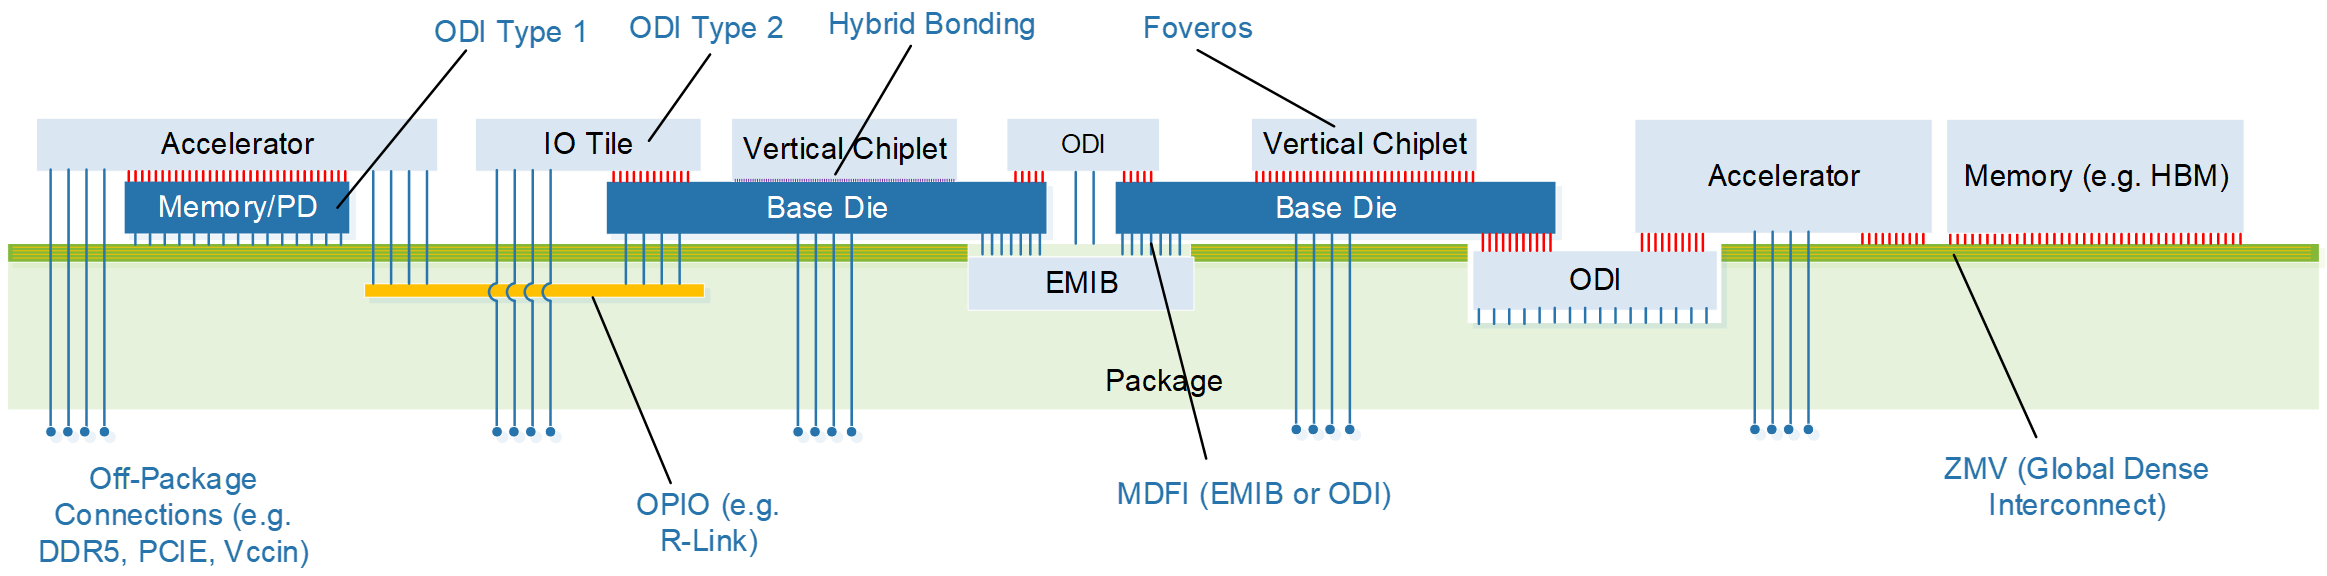 ODI Type 1
ODI Type 2
Hybrid Bonding
Foveros
Accelerator
IO Tile
Vertical Chiplet
ODI
Vertical Chiplet
Accelerator
Memory (e.g. HBM)
Memory/PD
Base Die
Base Die
EMIB
ODI
Package
Off-Package
Connections (e.g.
DDR5, PCIE, Vccin)
OPIO (e.g.
R-Link)
MDFI (EMIB or ODI)
ZMV (Global Dense
Interconnect)